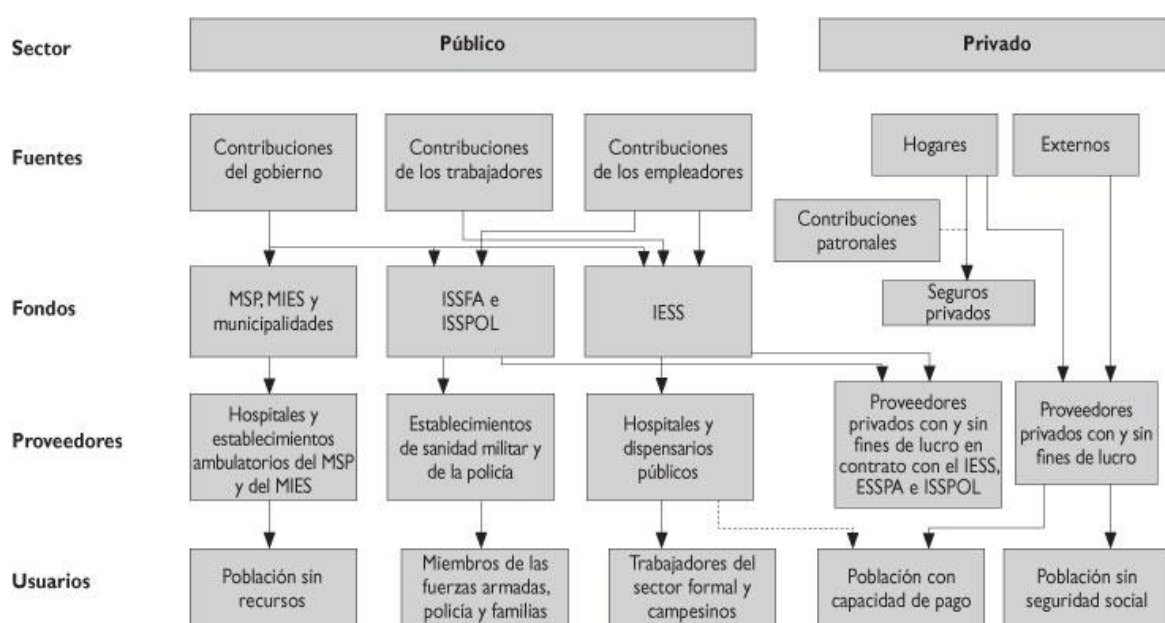 Sector
Público
Privado
Fuentes
Contribuciones
del gobierno
Contribuciones
de los trabajadores
Contribuciones
de los empleadores
Hogares
Externos
Contribuciones
patronales
Fondos
MSP, MIES y
municipalidades
ISSFA e
ISSPOL
IESS
Seguros
privados
Proveedores
Hospitales y
establecimientos
ambulatorios del MSP
y del MIES
Establecimientos
de sanidad militar y
de la policía
Hospitales y
dispensarios
públicos
Proveedores
privados con y sin
fines de lucro en
contrato con el IESS,
ESSPA e ISSPOL
Proveedores
privados con y sin
fines de lucro
Usuarios
Población sin
recursos
Miembros de las
fuerzas armadas,
policía y familias
Trabajadores del
sector formal y
campesinos
Población con
capacidad de pago
Población sin
seguridad social